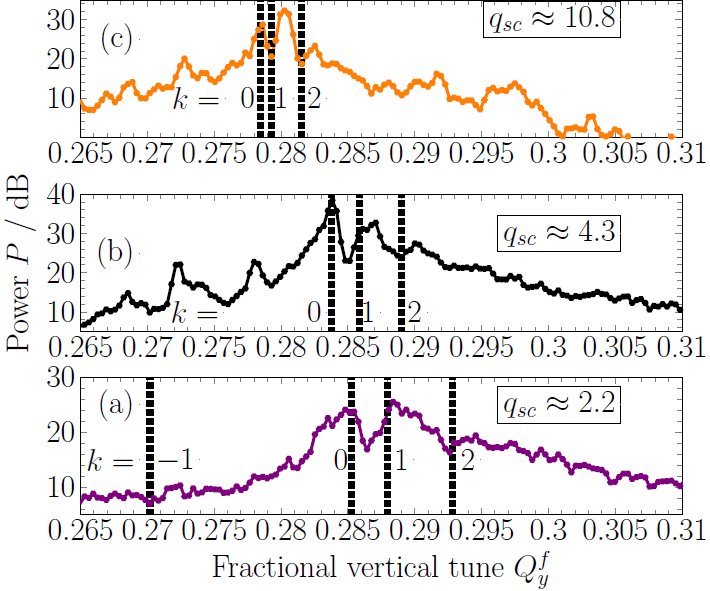 (c)
q_sc ≈ 10.8
30
20
10
k = 0 1 2
0.265 0.27 0.275 0.28 0.285 0.29 0.295 0.3 0.305 0.31
(b)
q_sc ≈ 4.3
40
30
20
10
k = 0 1 2
0.265 0.27 0.275 0.28 0.285 0.29 0.295 0.3 0.305 0.31
(a)
q_sc ≈ 2.2
30
20
10
k = −1 0 1 2
0.265 0.27 0.275 0.28 0.285 0.29 0.295 0.3 0.305 0.31
Power P / dB
Fractional vertical tune Q_y^f